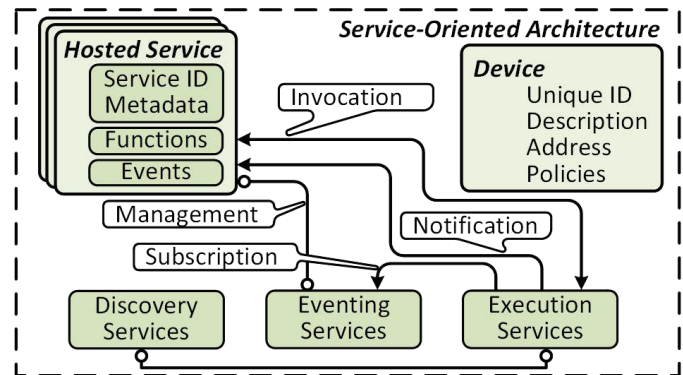 Service-Oriented Architecture
Hosted Service
Service ID
Metadata
Functions
Events
Device
Unique ID
Description
Address
Policies
Invocation
Management
Notification
Subscription
Discovery
Services
Eventing
Services
Execution
Services